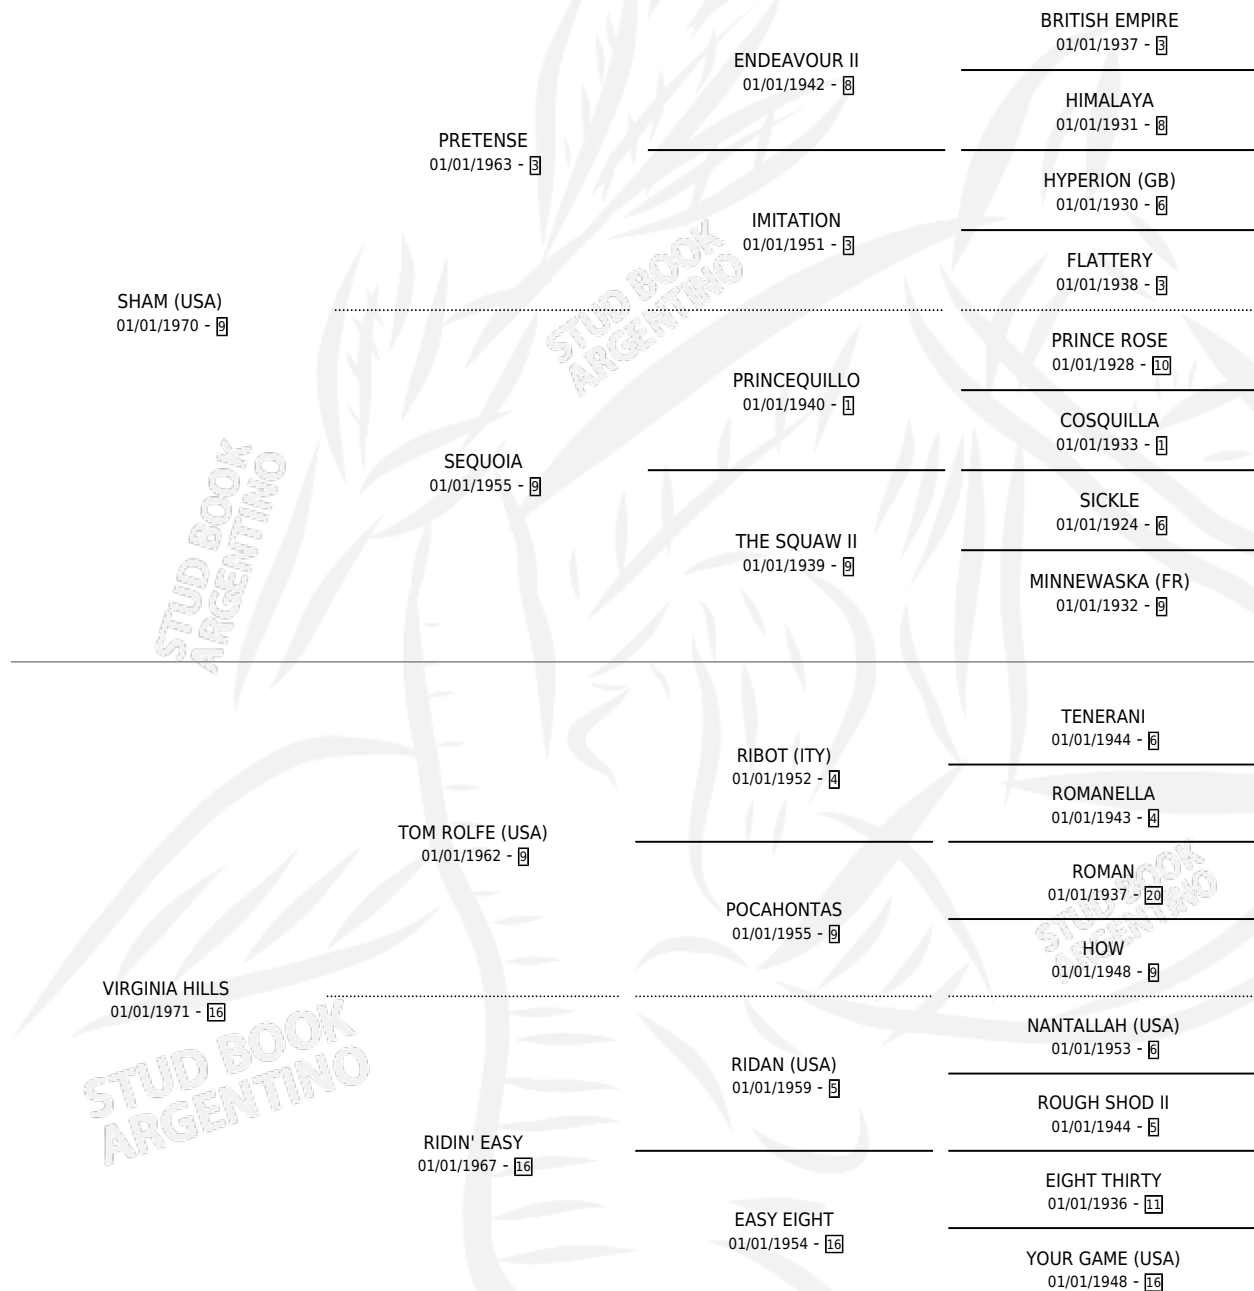 BRITISH EMPIRE
01/01/1937 - 3
ENDEAVOUR II
01/01/1942 - 8
HIMALAYA
01/01/1931 - 8
PRETENSE
01/01/1963 - 3
HYPERION (GB)
01/01/1930 - 6
IMITATION
01/01/1951 - 3
FLATTERY
01/01/1938 - 3
SHAM (USA)
01/01/1970 - 9
PRINCE ROSE
01/01/1928 - 10
PRINCEQUILLO
01/01/1940 - 1
COSQUILLA
01/01/1933 - 1
SEQUOIA
01/01/1955 - 9
SICKLE
01/01/1924 - 6
THE SQUAW II
01/01/1939 - 9
MINNEWASKA (FR)
01/01/1932 - 9
TENERANI
01/01/1944 - 6
RIBOT (ITY)
01/01/1952 - 4
ROMANELLA
01/01/1943 - 4
TOM ROLFE (USA)
01/01/1962 - 9
ROMAN
01/01/1937 - 20
POCAHONTAS
01/01/1955 - 9
HOW
01/01/1948 - 9
VIRGINIA HILLS
01/01/1971 - 16
NANTALLAH (USA)
01/01/1953 - 6
RIDAN (USA)
01/01/1959 - 5
ROUGH SHOD II
01/01/1944 - 5
RIDIN' EASY
01/01/1967 - 16
EIGHT THIRTY
01/01/1936 - 11
EASY EIGHT
01/01/1954 - 16
YOUR GAME (USA)
01/01/1948 - 16
STUD BOOK
ARGENTINO
STUD BOOK
ARGENTINO
STUD BOOK
ARGENTINO
STUD BOOK
ARGENTINO